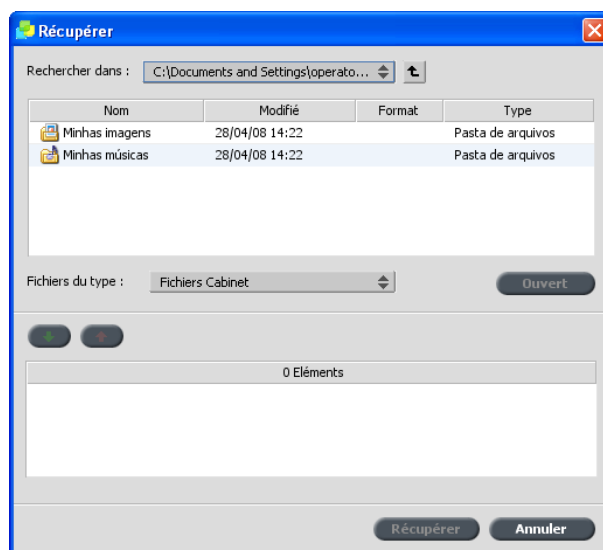 Récupérer
Rechercher dans : C:\Documents and Settings\operato...
Nom Modifié Format Type
Minhas imagens 28/04/08 14:22 Pasta de arquivos
Minhas músicas 28/04/08 14:22 Pasta de arquivos
Fichiers du type : Fichiers Cabinet Ouvert
0 Eléments
Récupérer Annuler